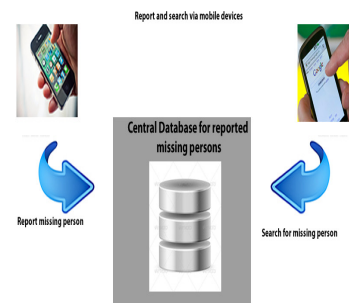 Report and search via mobile devices
Google
Central Database for reported
missing persons
Report missing person
Search for missing person